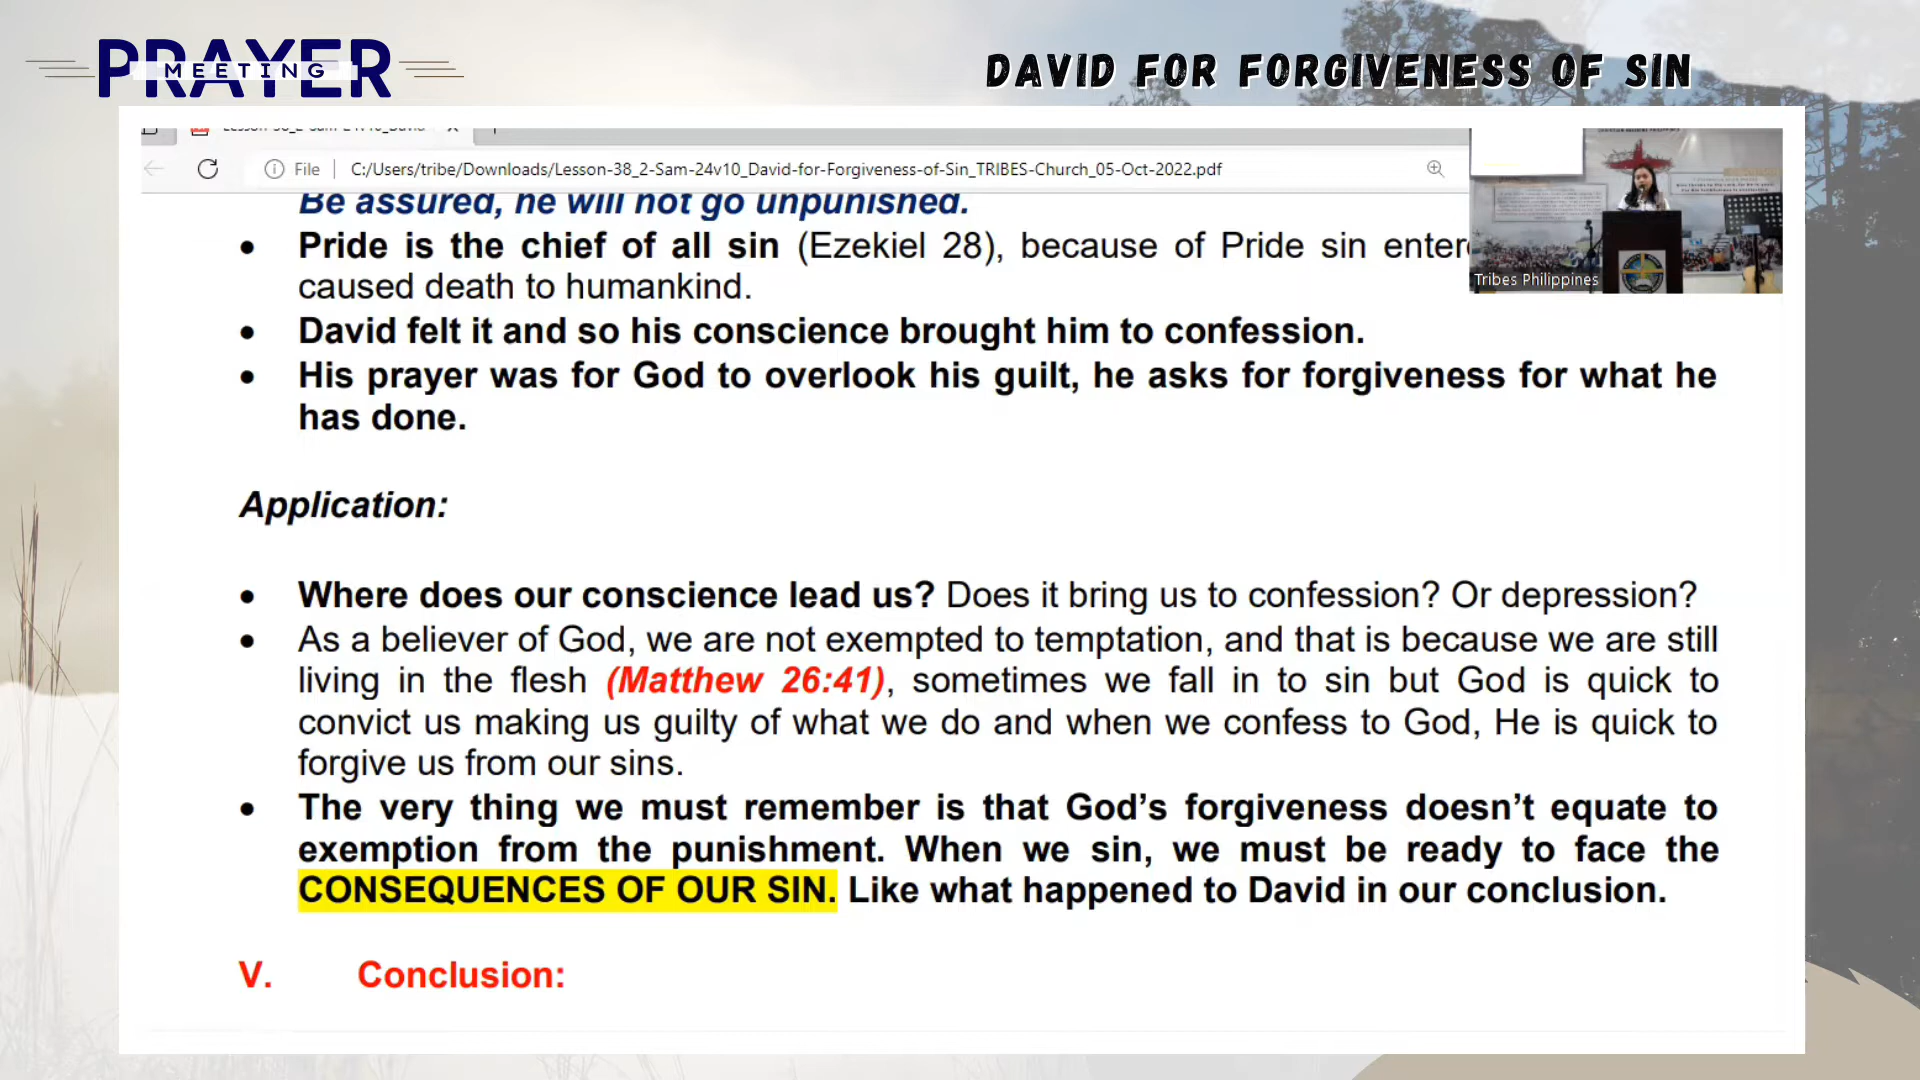 PRAYER
MEETING
DAVID FOR FORGIVENESS OF SIN
File
C:/Users/tribe/Downloads/Lesson-38_2-Sam-24v10_David-for-Forgiveness-of-Sin_TRIBES-Church_05-Oct-2022.pdf
Be assured, he will not go unpunished.
• Pride is the chief of all sin (Ezekiel 28), because of Pride sin entere
caused death to humankind.
• David felt it and so his conscience brought him to confession.
• His prayer was for God to overlook his guilt, he asks for forgiveness for what he
has done.
Tribes Philippines
Application:
• Where does our conscience lead us? Does it bring us to confession? Or depression?
• As a believer of God, we are not exempted to temptation, and that is because we are still
living in the flesh (Matthew 26:41), sometimes we fall in to sin but God is quick to
convict us making us guilty of what we do and when we confess to God, He is quick to
forgive us from our sins.
• The very thing we must remember is that God’s forgiveness doesn’t equate to
exemption from the punishment. When we sin, we must be ready to face the
CONSEQUENCES OF OUR SIN. Like what happened to David in our conclusion.
V. Conclusion: